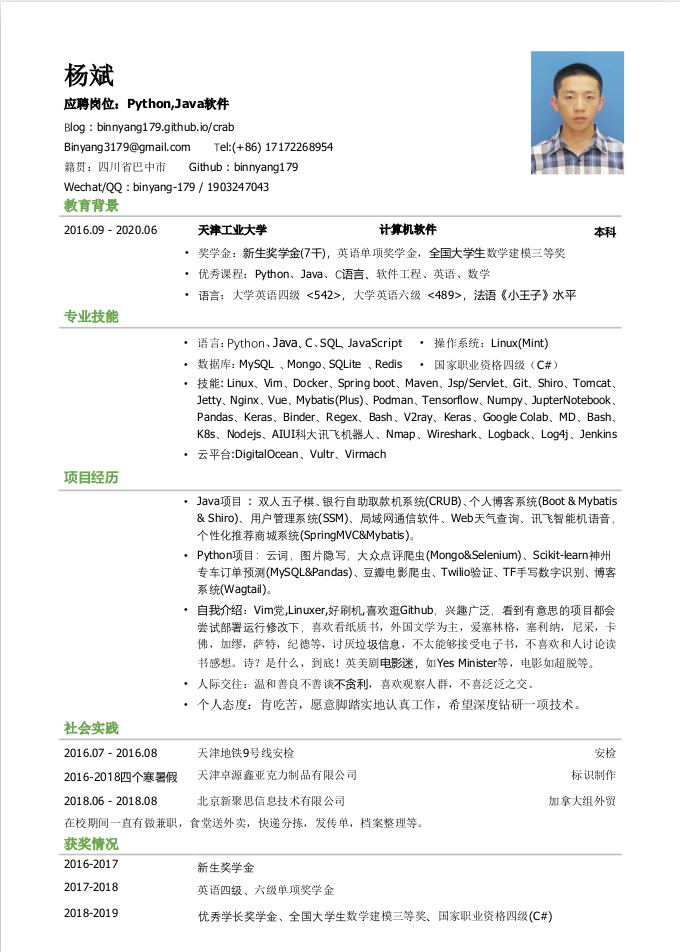 杨斌
应聘岗位：Python,Java软件
Blog : binnyang179.github.io/crab
Binyang3179@gmail.com Tel:(+86) 17172268954
籍贯：四川省巴中市 Github : binnyang179
Wechat/QQ : binyang-179 / 1903247043
教育背景
2016.09 - 2020.06 天津工业大学 计算机软件 本科
• 奖学金：新生奖学金(7千)，英语单项奖学金，全国大学生数学建模三等奖
• 优秀课程：Python、Java、C语言、软件工程、英语、数学
• 语言：大学英语四级 <542>，大学英语六级 <489>，法语《小王子》水平
专业技能
• 语言：Python、Java、C、SQL、JavaScript • 操作系统：Linux(Mint)
• 数据库：MySQL 、Mongo、SQLite 、Redis • 国家职业资格四级（C#）
• 技能: Linux、Vim、Docker、Spring boot、Maven、Jsp/Servlet、Git、Shiro、Tomcat、
Jetty、Nginx、Vue、Mybatis(Plus)、Podman、Tensorflow、Numpy、JupterNotebook、
Pandas、Keras、Binder、Regex、Bash、V2ray、Keras、Google Colab、MD、Bash、
K8s、Nodejs、AIUI科大讯飞机器人、Nmap、Wireshark、Logback、Log4j、Jenkins
• 云平台:DigitalOcean、Vultr、Virmach
项目经历
• Java项目 : 双人五子棋、银行自助取款机系统(CRUB)、个人博客系统(Boot & Mybatis
& Shiro)、用户管理系统(SSM)、局域网通信软件、Web天气查询、讯飞智能机语音，
个性化推荐商城系统(SpringMVC&Mybatis)。
• Python项目：云词，图片隐写，大众点评爬虫(Mongo&Selenium)、Scikit-learn神州
专车订单预测(MySQL&Pandas)、豆瓣电影爬虫、Twilio验证、TF手写数字识别、博客
系统(Wagtail)。
• 自我介绍：Vim党,Linuxer,好刷机,喜欢逛Github，兴趣广泛，看到有意思的项目都会
尝试部署运行修改下，喜欢看纸质书，外国文学为主，爱塞林格，塞利纳，尼采，卡
佛，加缪，萨特，纪德等，讨厌垃圾信息，不太能够接受电子书，不喜欢和人讨论读
书感想。诗？是什么，到底！英美剧电影迷，如Yes Minister等，电影如超脱等。
• 人际交往：温和善良不善谈不贪利，喜欢观察人群，不喜泛泛之交。
• 个人态度：肯吃苦，愿意脚踏实地认真工作，希望深度钻研一项技术。
社会实践
2016.07 - 2016.08 天津地铁9号线安检 安检
2016-2018四个寒暑假 天津卓源鑫亚克力制品有限公司 标识制作
2018.06 - 2018.08 北京新聚思信息技术有限公司 加拿大组外贸
在校期间一直有做兼职，食堂送外卖，快递分拣，发传单，档案整理等。
获奖情况
2016-2017 新生奖学金
2017-2018 英语四级、六级单项奖学金
2018-2019 优秀学长奖学金、全国大学生数学建模三等奖、国家职业资格四级(C#)